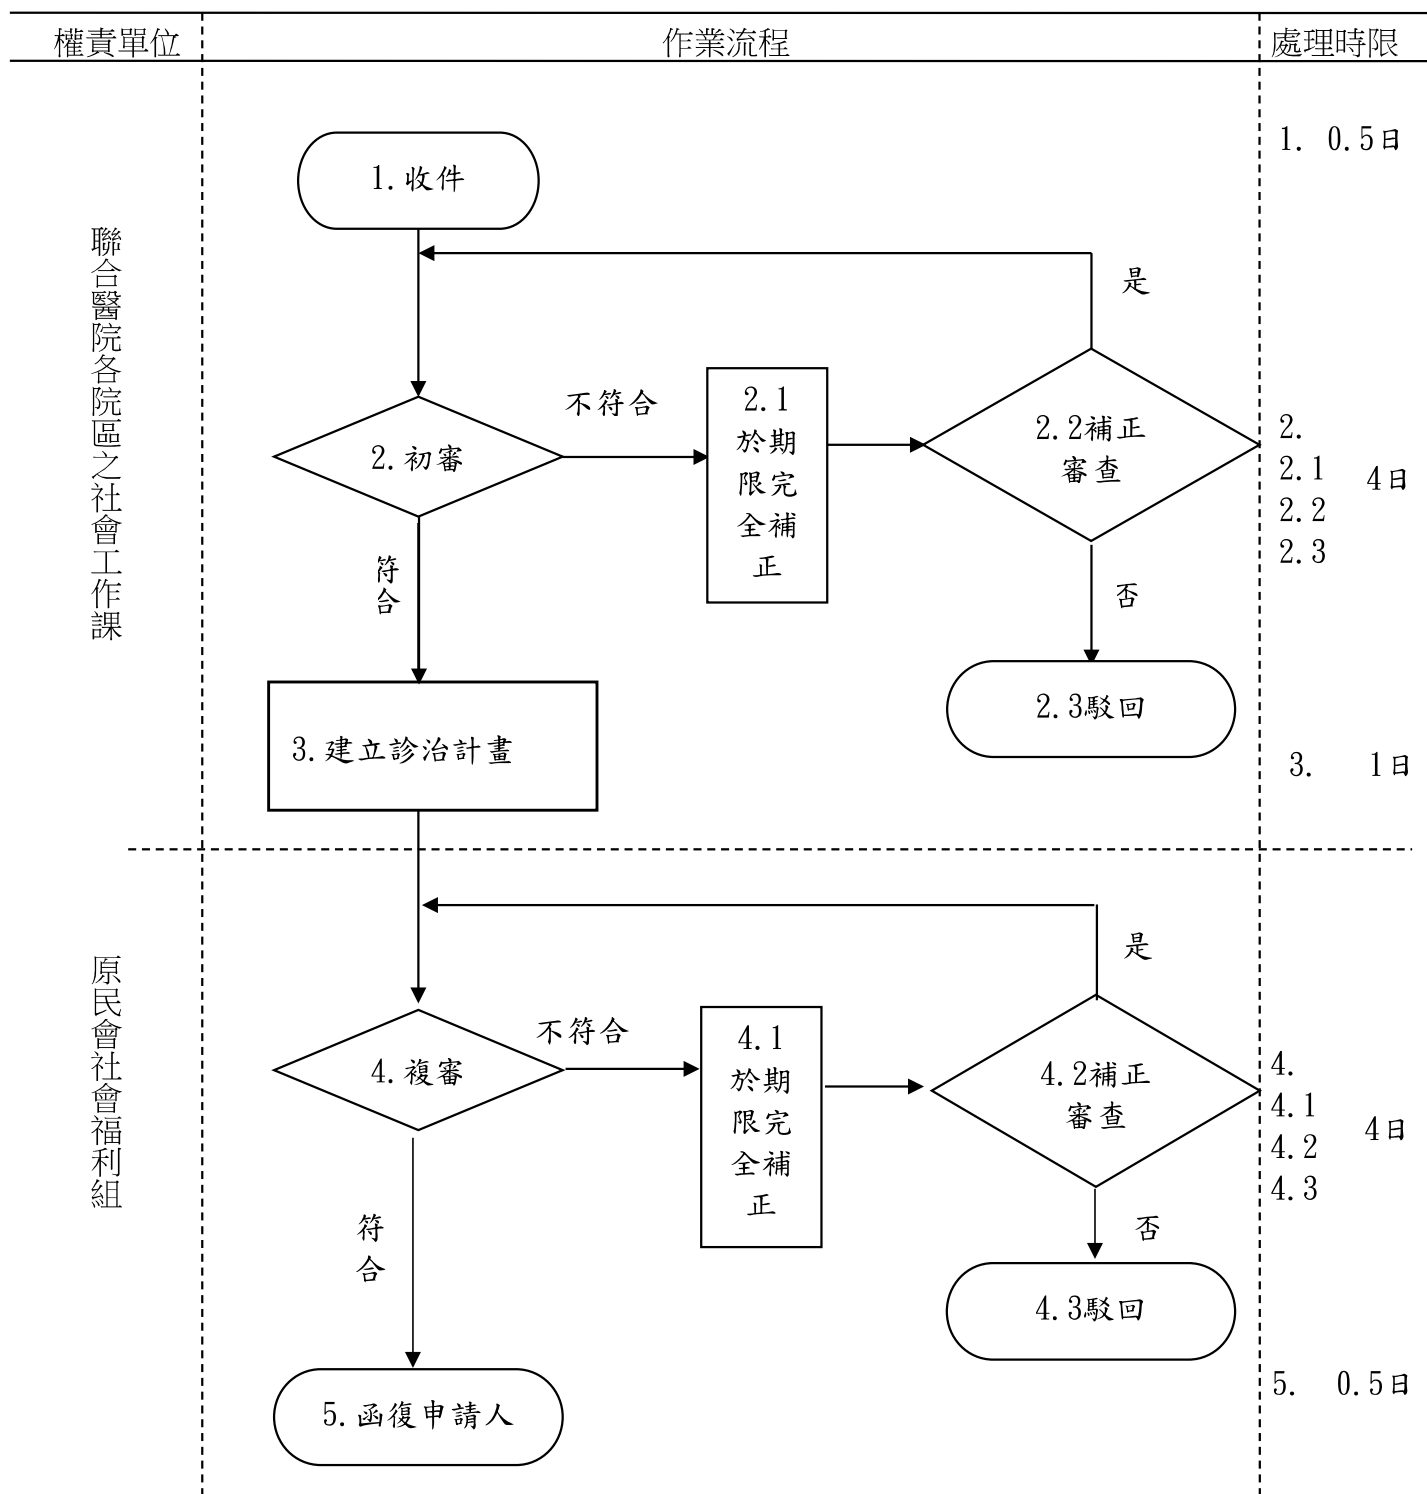 權責單位
作業流程
處理時限
聯合醫院各院區之社會工作課
1.收件
1. 0.5日
是
2.初審
不符合
2.1
於期
限完
全補
正
2.2補正
審查
2.
2.1
2.2
2.3
4日
符
合
否
2.3駁回
3.建立診治計畫
3. 1日
原民會社會福利組
是
4.複審
不符合
4.1
於期
限完
全補
正
4.2補正
審查
4.
4.1
4.2
4.3
4日
符
合
否
4.3駁回
5.函復申請人
5. 0.5日